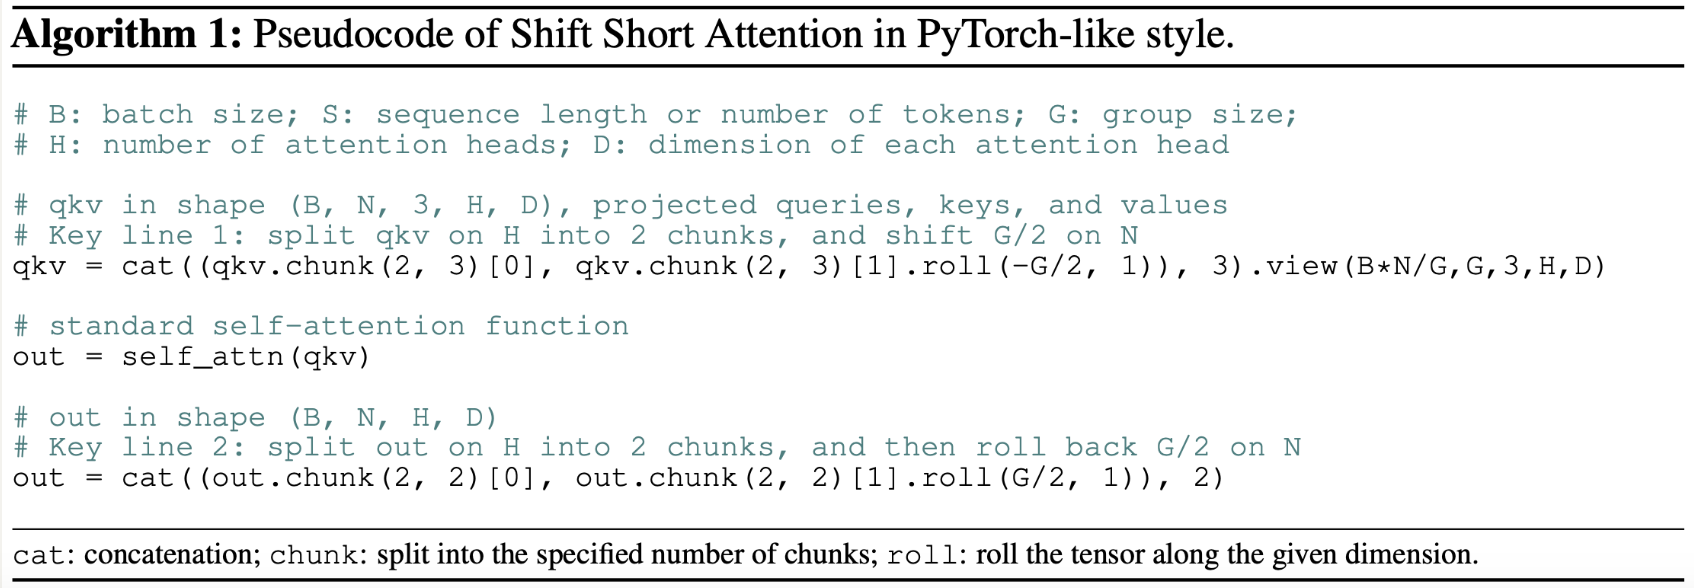 Algorithm 1: Pseudocode of Shift Short Attention in PyTorch-like style.
# B: batch size; S: sequence length or number of tokens; G: group size;
# H: number of attention heads; D: dimension of each attention head
# qkv in shape (B, N, 3, H, D), projected queries, keys, and values
# Key line 1: split qkv on H into 2 chunks, and shift G/2 on N
qkv = cat((qkv.chunk(2, 3)[0], qkv.chunk(2, 3)[1].roll(-G/2, 1)), 3).view(B*N/G,G,3,H,D)
# standard self-attention function
out = self_attn(qkv)
# out in shape (B, N, H, D)
# Key line 2: split out on H into 2 chunks, and then roll back G/2 on N
out = cat((out.chunk(2, 2)[0], out.chunk(2, 2)[1].roll(G/2, 1)), 2)
cat: concatenation; chunk: split into the specified number of chunks; roll: roll the tensor along the given dimension.